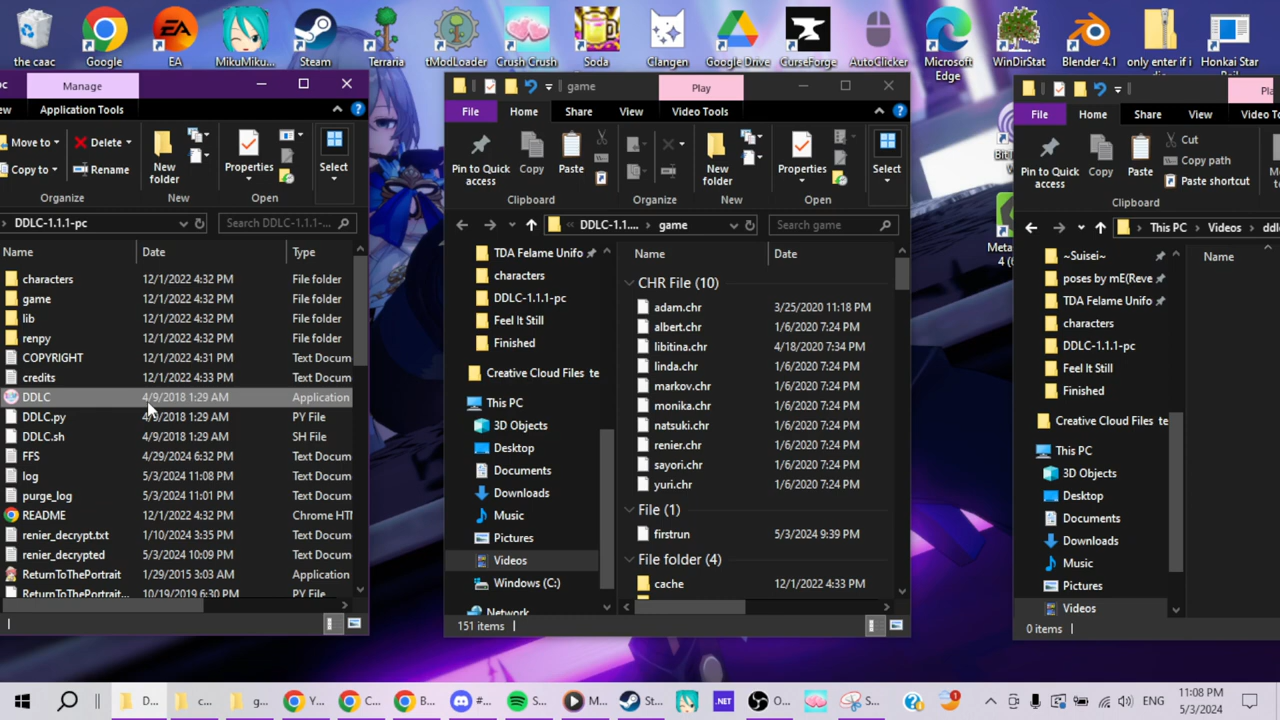 the caac
Google
EA
MikuMiku...
Steam
Terraria
tModLoader
Crush Crush
Soda
Clangen
Google Drive
CurseForge
AutoClicker
Microsoft Edge
WinDirStat
Blender 4.1
only enter if i
Honkai Star
Manage
Application Tools
Move to
Copy to
Delete
Rename
New folder
Properties
Select
Organize
New
Open
DDLC-1.1.1-pc
Search DDLC-1.1.1-...
Name
Date
Type
characters
12/1/2022 4:32 PM
File folder
game
12/1/2022 4:32 PM
File folder
lib
12/1/2022 4:32 PM
File folder
renpy
12/1/2022 4:32 PM
File folder
COPYRIGHT
12/1/2022 4:31 PM
Text Docum
credits
12/1/2022 4:33 PM
Text Docum
DDLC
4/9/2018 1:29 AM
Application
DDLC.py
4/9/2018 1:29 AM
PY File
DDLC.sh
4/9/2018 1:29 AM
SH File
FFS
4/29/2024 6:32 PM
Text Docum
log
5/3/2024 11:08 PM
Text Docum
purge_log
5/3/2024 11:01 PM
Text Docum
README
12/1/2022 4:32 PM
Chrome HTI
renier_decrypt.txt
1/10/2024 3:35 PM
Text Docum
renier_decrypted
5/3/2024 10:09 PM
Text Docum
ReturnToThePortrait
1/29/2015 3:03 AM
Application
ReturnToThePortrait...
10/19/2019 6:30 PM
PY File
game
Play
File
Home
Share
View
Video Tools
Pin to Quick access
Copy
Paste
New folder
Properties
Select
Clipboard
Organize
New
Open
« DDLC-1.1.... › game
Search game
TDA Felame Unifo
characters
DDLC-1.1.1-pc
Feel It Still
Finished
Creative Cloud Files te
This PC
3D Objects
Desktop
Documents
Downloads
Music
Pictures
Videos
Windows (C:)
Network
Name
Date
CHR File (10)
adam.chr
3/25/2020 11:18 PM
albert.chr
1/6/2020 7:24 PM
libitina.chr
4/18/2020 7:34 PM
linda.chr
1/6/2020 7:24 PM
markov.chr
1/6/2020 7:24 PM
monika.chr
1/6/2020 7:24 PM
natsuki.chr
1/6/2020 7:24 PM
renier.chr
1/6/2020 7:24 PM
sayori.chr
1/6/2020 7:24 PM
yuri.chr
1/6/2020 7:24 PM
File (1)
firstrun
5/3/2024 9:39 PM
File folder (4)
cache
12/1/2022 4:33 PM
151 items
File
Home
Share
View
Video To
Pin to Quick access
Copy
Paste
Cut
Copy path
Paste shortcut
Clipboard
› This PC › Videos › ddl
~Suisei~
poses by mE(Reve
TDA Felame Unifo
characters
DDLC-1.1.1-pc
Feel It Still
Finished
Creative Cloud Files te
This PC
3D Objects
Desktop
Documents
Downloads
Music
Pictures
Videos
Name
0 items
D...
c...
g...
Y...
C...
B...
#...
S...
M...
St...
.NET
O...
S...
1
ENG
11:08 PM
5/3/2024